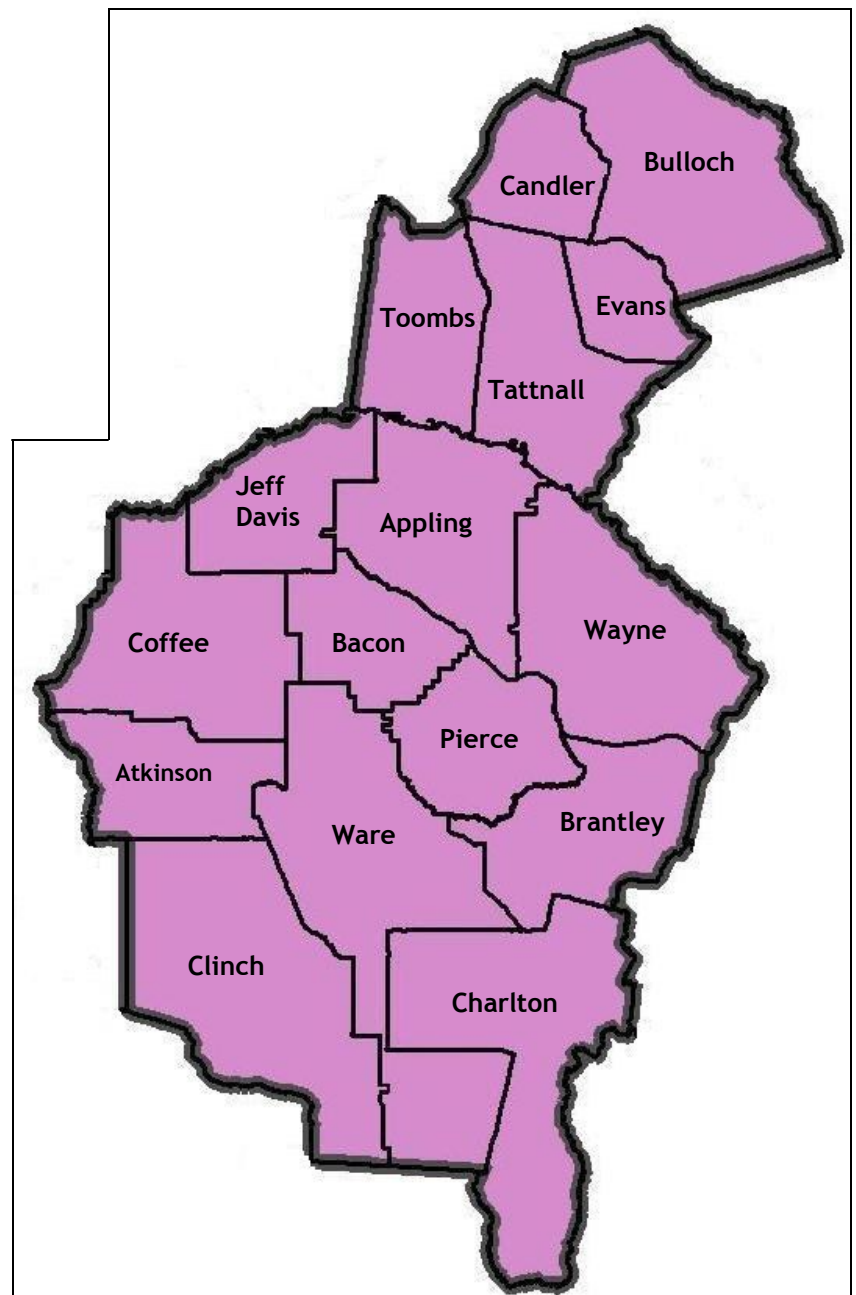 Bulloch
Candler
Evans
Toombs
Tattnall
Jeff
Davis
Appling
Wayne
Coffee
Bacon
Pierce
Atkinson
Brantley
Ware
Clinch
Charlton